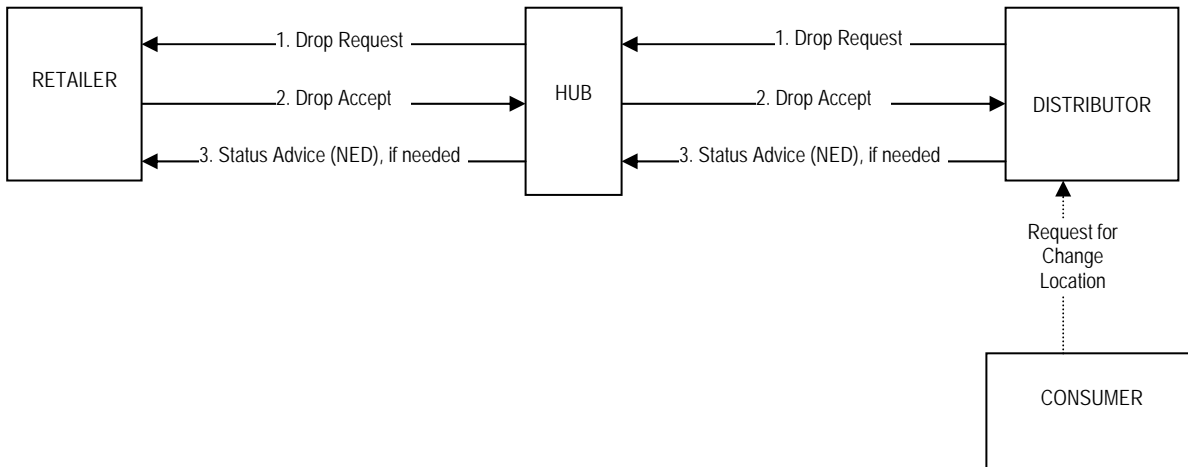 1. Drop Request
1. Drop Request
RETAILER
HUB
2. Drop Accept
2. Drop Accept
DISTRIBUTOR
3. Status Advice (NED), if needed
3. Status Advice (NED), if needed
Request for
Change
Location
CONSUMER